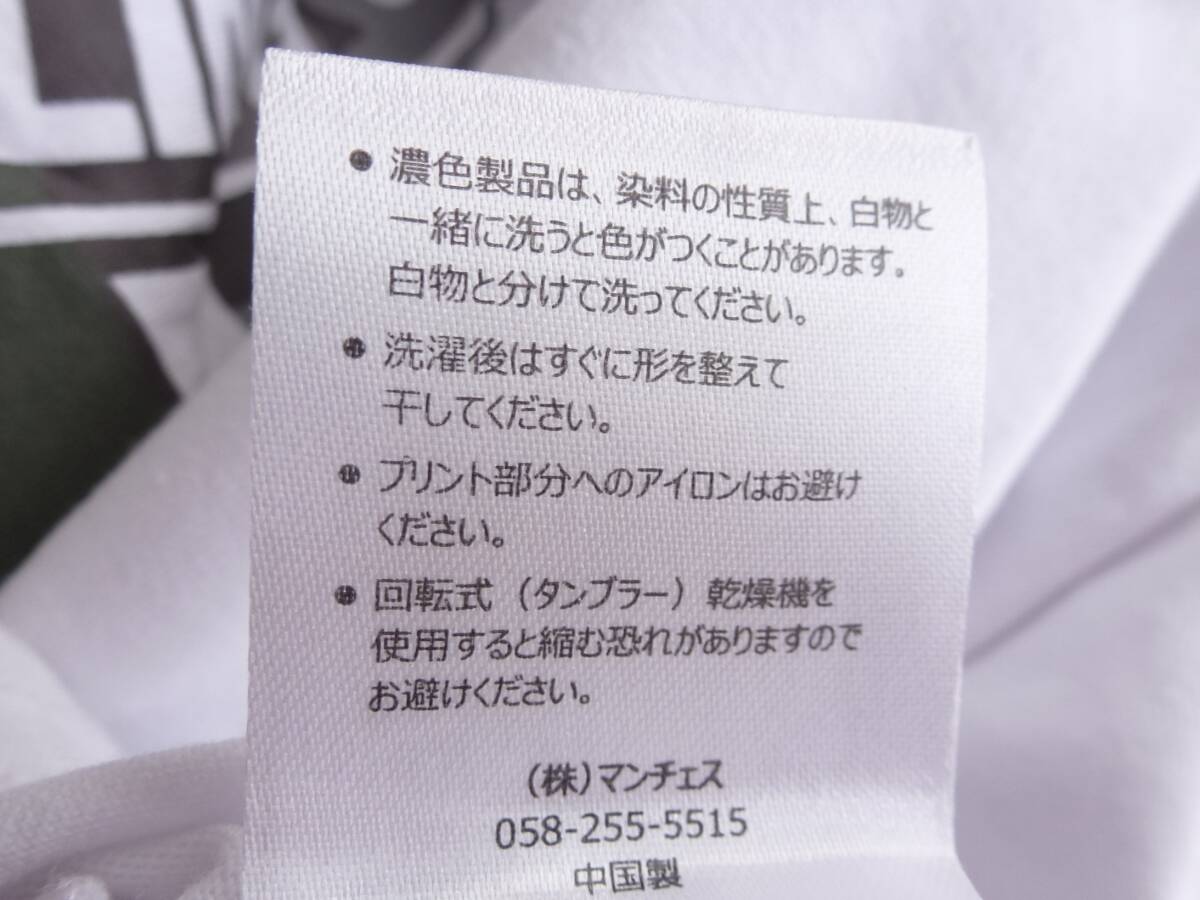 ● 濃色製品は、染料の性質上、白物と
一緒に洗うと色がつくことがあります。
白物と分けて洗ってください。
● 洗濯後はすぐに形を整えて
干してください。
● プリント部分へのアイロンはお避け
ください。
● 回転式（タンブラー）乾燥機を
使用すると縮む恐れがありますので
お避けください。
(株)マンチェス
058-255-5515
中国製